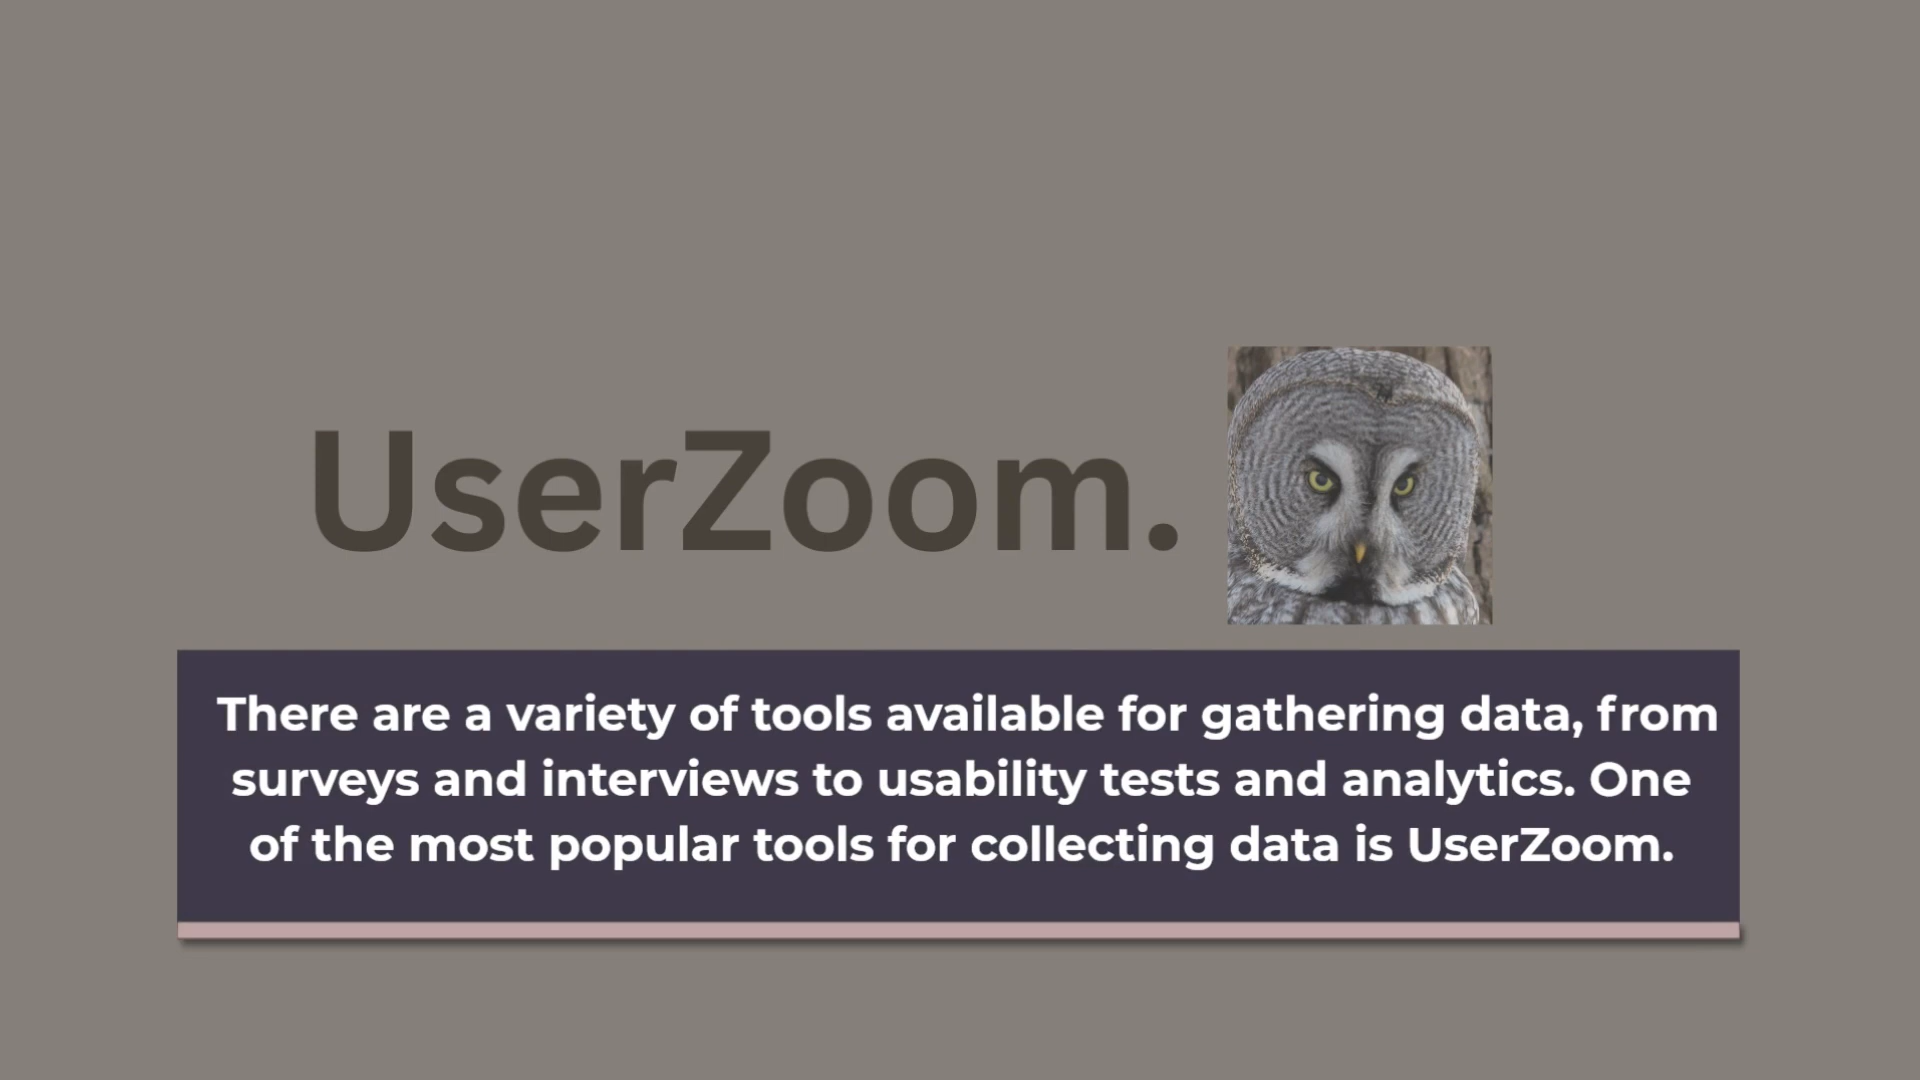 UserZoom.
There are a variety of tools available for gathering data, from
surveys and interviews to usability tests and analytics. One
of the most popular tools for collecting data is UserZoom.